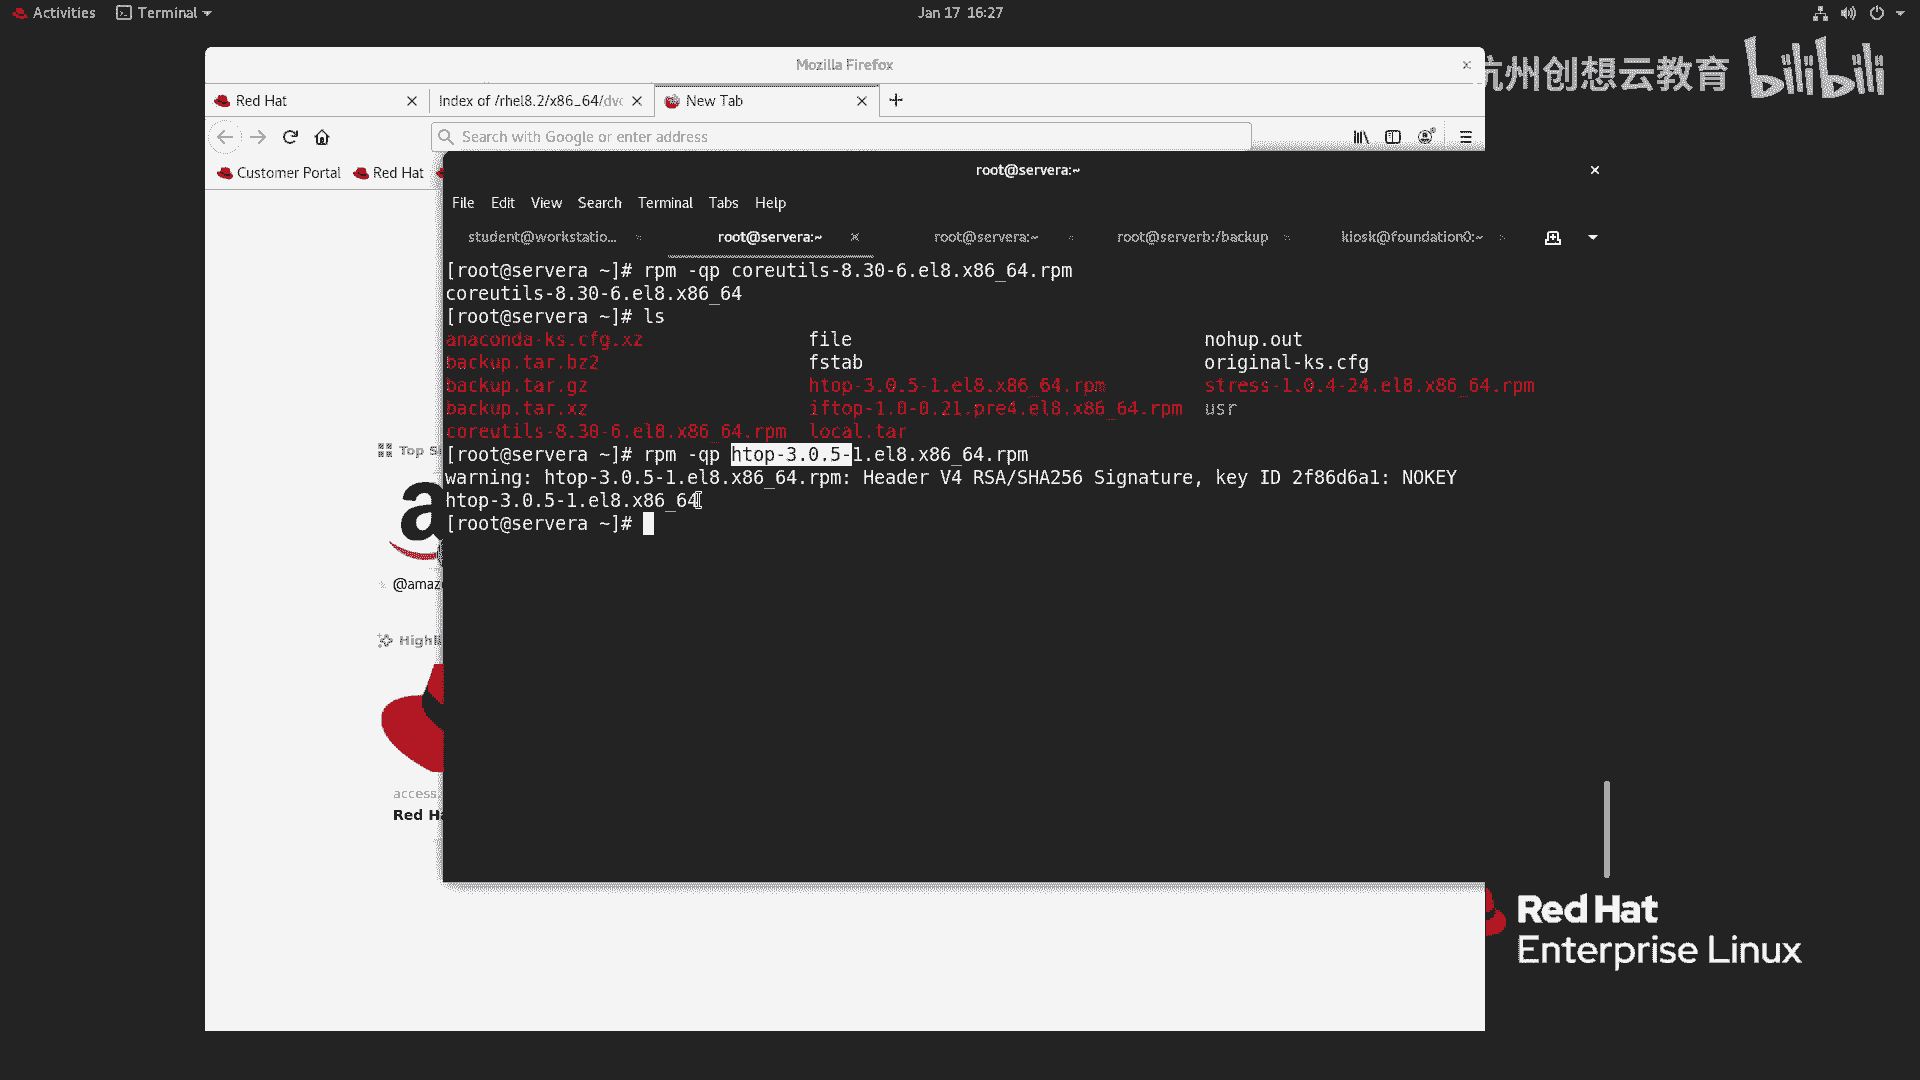 Activities Terminal Jan 17 16:27
杭州创想云教育 bilibili
Mozilla Firefox
Red Hat Index of /rhel8.2/x86_64/dvd New Tab
Search with Google or enter address
Customer Portal Red Hat
root@servera:~
File Edit View Search Terminal Tabs Help
student@workstatio... root@servera:~ root@servera:~ root@serverb:/backup kiosk@foundation0:~
[root@servera ~]# rpm -qp coreutils-8.30-6.el8.x86_64.rpm
coreutils-8.30-6.el8.x86_64
[root@servera ~]# ls
anaconda-ks.cfg.xz file nohup.out
backup.tar.bz2 fstab original-ks.cfg
backup.tar.gz htop-3.0.5-1.el8.x86_64.rpm stress-1.0.4-24.el8.x86_64.rpm
backup.tar.xz iftop-1.0-0.21.pre4.el8.x86_64.rpm usr
coreutils-8.30-6.el8.x86_64.rpm local.tar
[root@servera ~]# rpm -qp htop-3.0.5-1.el8.x86_64.rpm
warning: htop-3.0.5-1.el8.x86_64.rpm: Header V4 RSA/SHA256 Signature, key ID 2f86d6a1: NOKEY
htop-3.0.5-1.el8.x86_64
[root@servera ~]#
Top S
a
@amaz
Highli
access.
Red Ha
Red Hat
Enterprise Linux